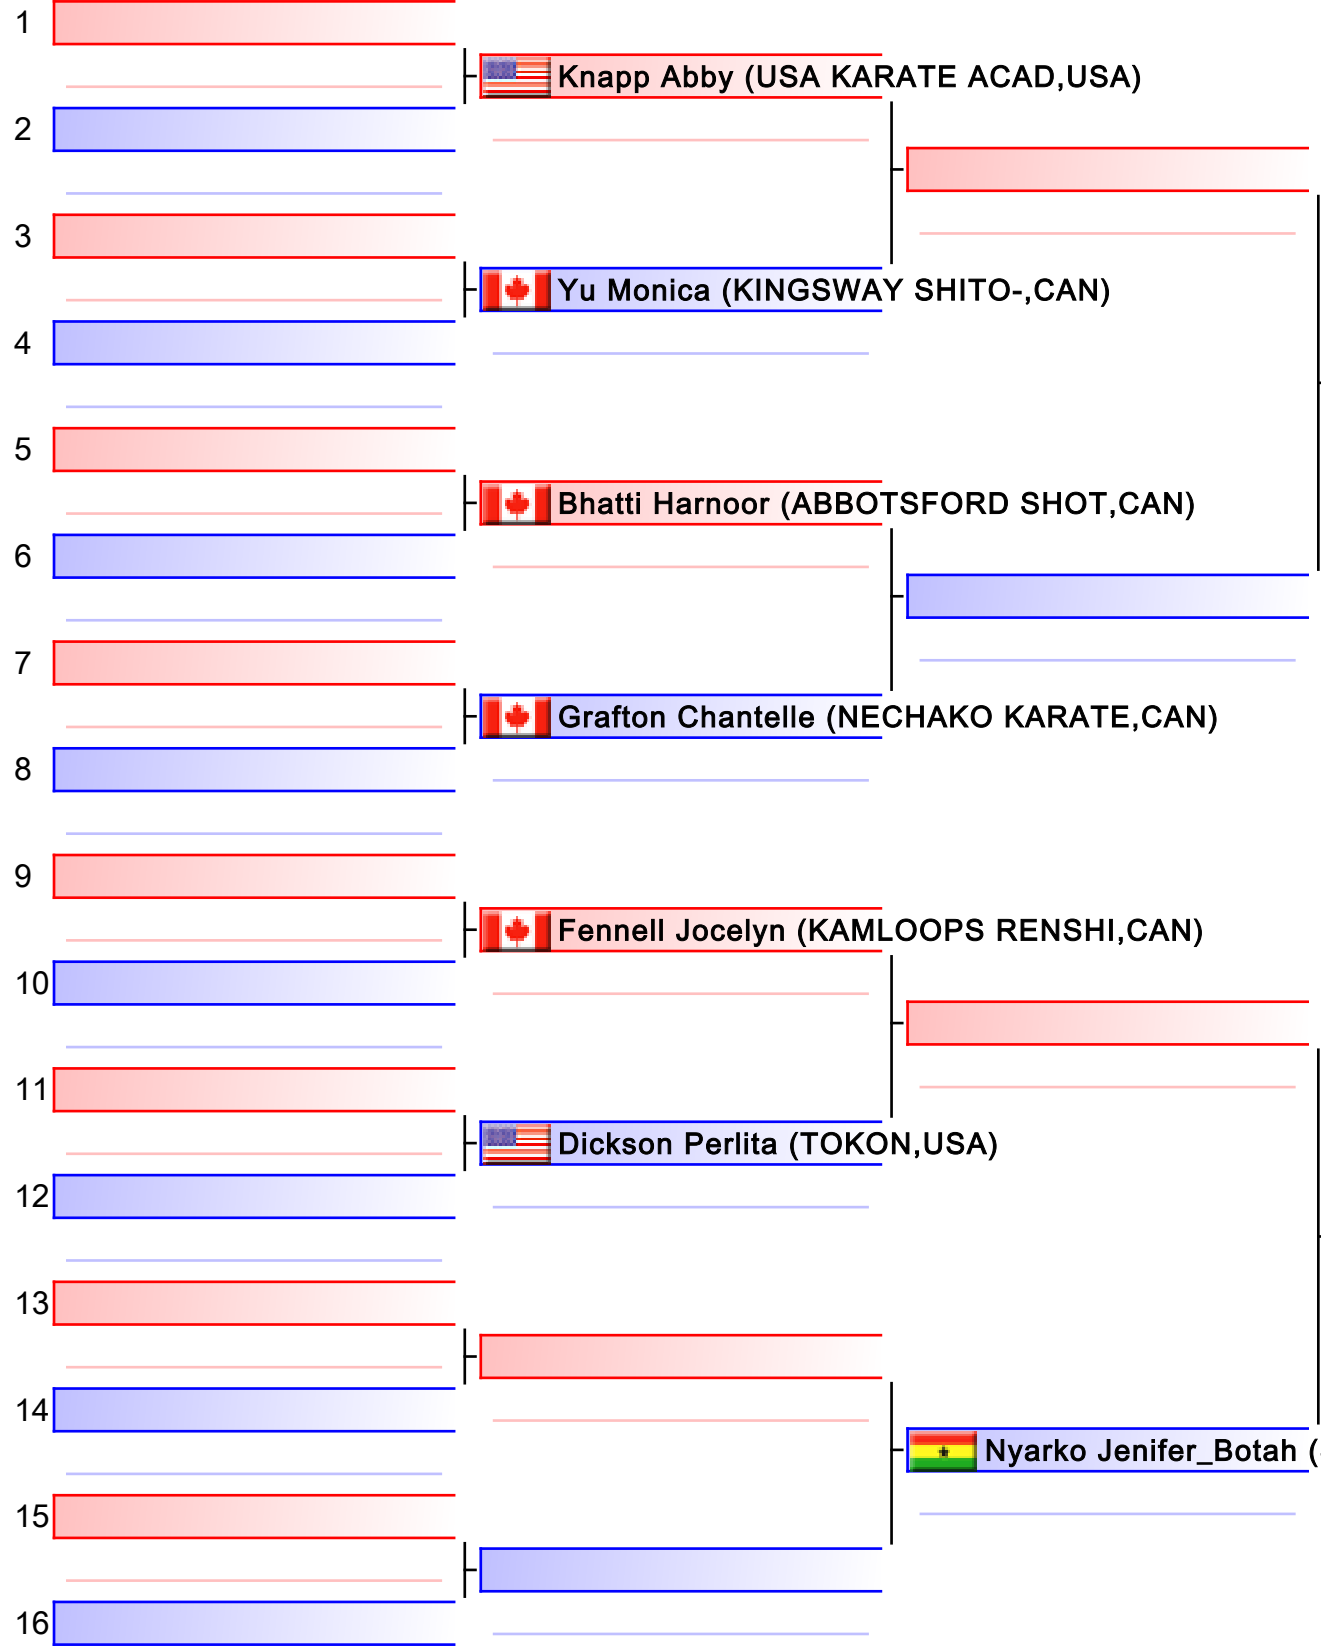 1
Knapp Abby (USA KARATE ACAD,USA)
2
3
Yu Monica (KINGSWAY SHITO-,CAN)
4
5
Bhatti Harnoor (ABBOTSFORD SHOT,CAN)
6
7
Grafton Chantelle (NECHAKO KARATE,CAN)
8
9
Fennell Jocelyn (KAMLOOPS RENSHI,CAN)
10
11
Dickson Perlita (TOKON,USA)
12
13
14
Nyarko Jenifer_Botah (
15
16